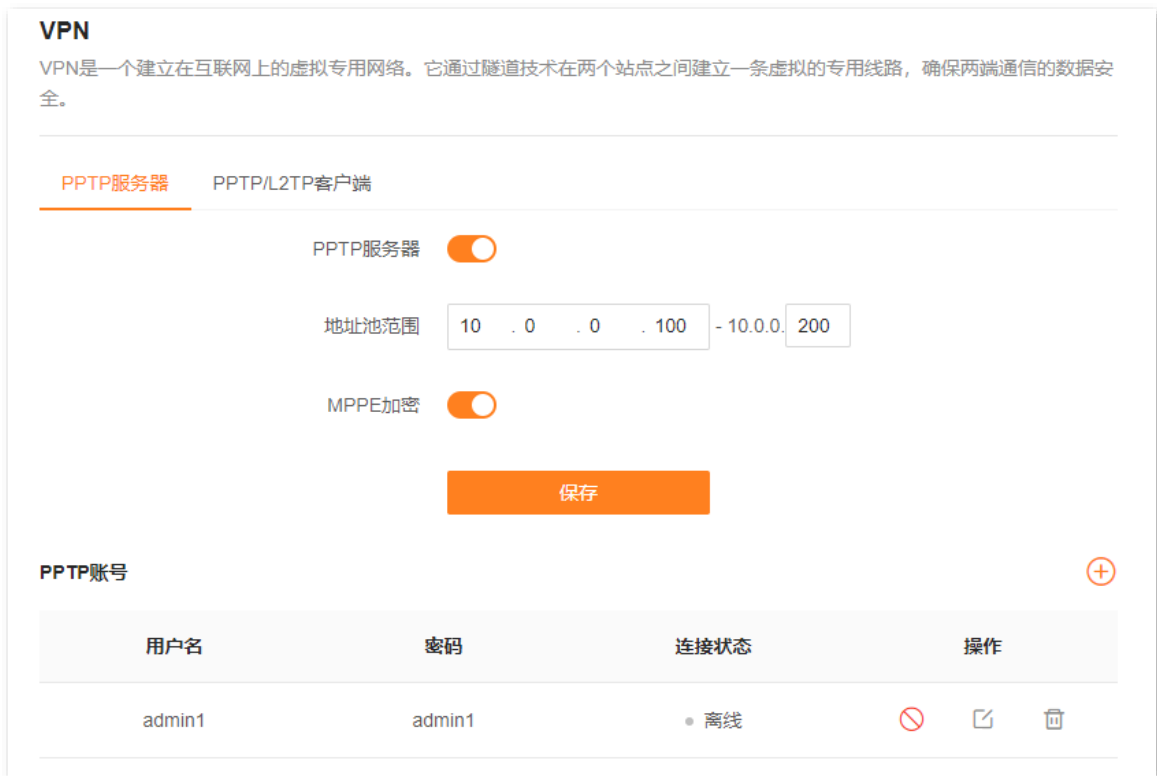 VPN
VPN是一个建立在互联网上的虚拟专用网络。它通过隧道技术在两个站点之间建立一条虚拟的专用线路，确保两端通信的数据安
全。
PPTP服务器 PPTP/L2TP客户端
PPTP服务器
地址池范围 10 . 0 . 0 . 100 - 10.0.0. 200
MPPE加密
保存
PPTP账号
用户名 密码 连接状态 操作
admin1 admin1 离线